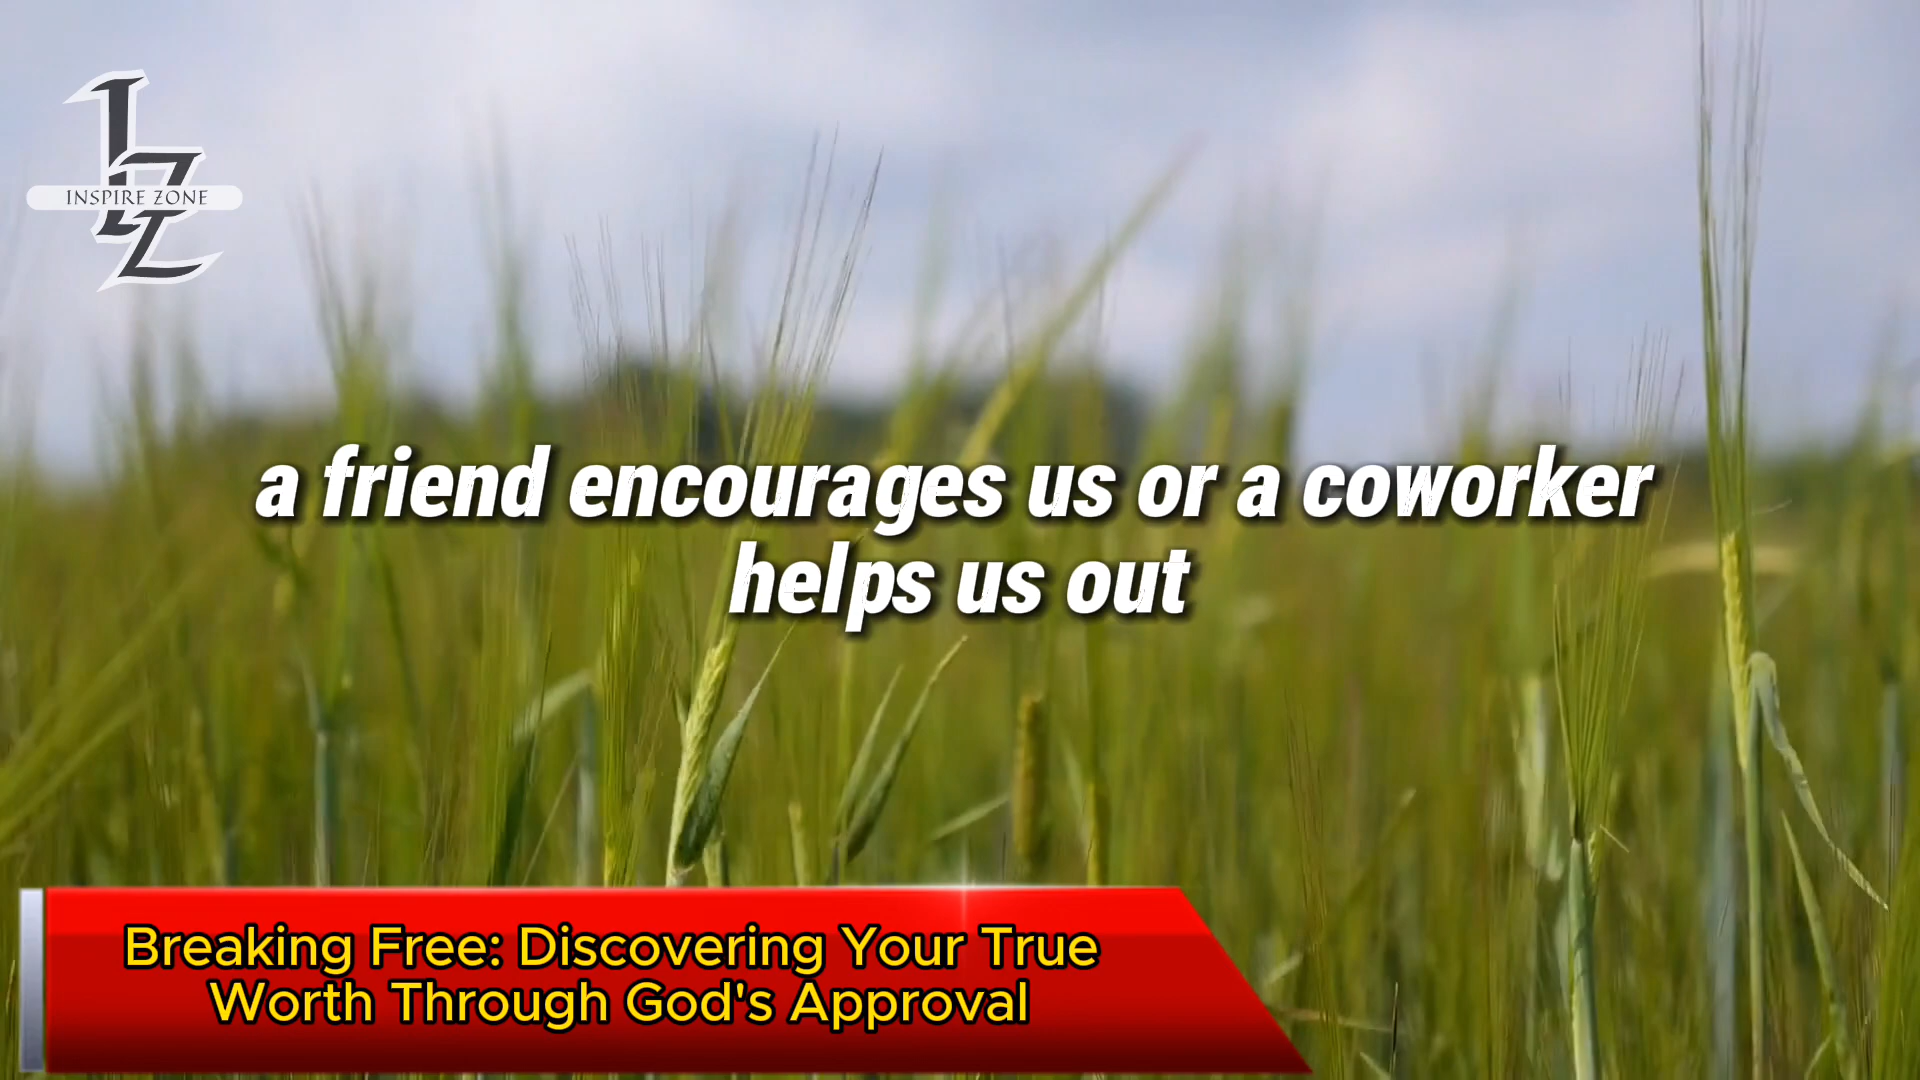 INSPIRE ZONE
a friend encourages us or a coworker
helps us out
Breaking Free: Discovering Your True
Worth Through God's Approval